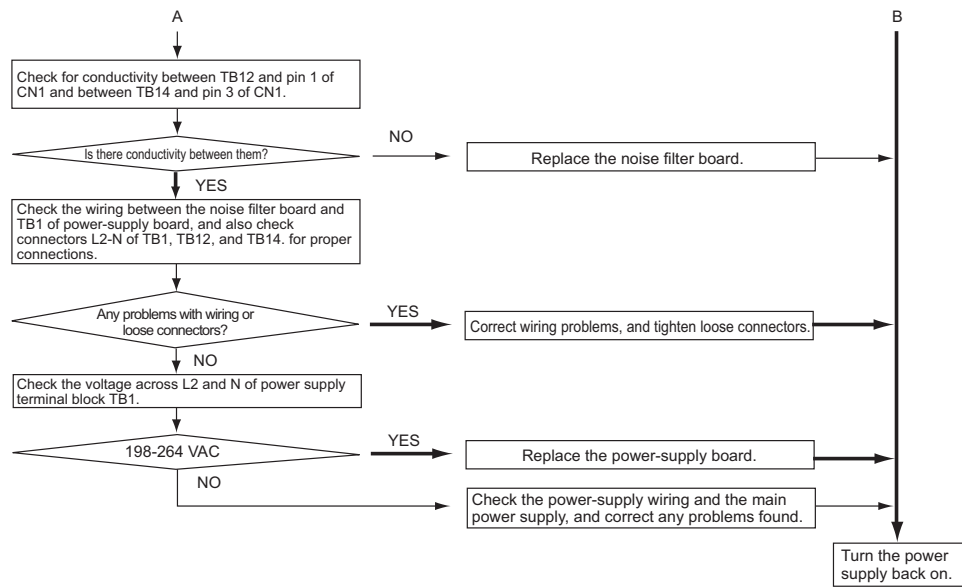 A
B
Check for conductivity between TB12 and pin 1 of
CN1 and between TB14 and pin 3 of CN1.
Is there conductivity between them?
NO
Replace the noise filter board.
YES
Check the wiring between the noise filter board and
TB1 of power-supply board, and also check
connectors L2-N of TB1, TB12, and TB14. for proper
connections.
Any problems with wiring or
loose connectors?
YES
Correct wiring problems, and tighten loose connectors.
NO
Check the voltage across L2 and N of power supply
terminal block TB1.
198-264 VAC
YES
Replace the power-supply board.
NO
Check the power-supply wiring and the main
power supply, and correct any problems found.
Turn the power
supply back on.